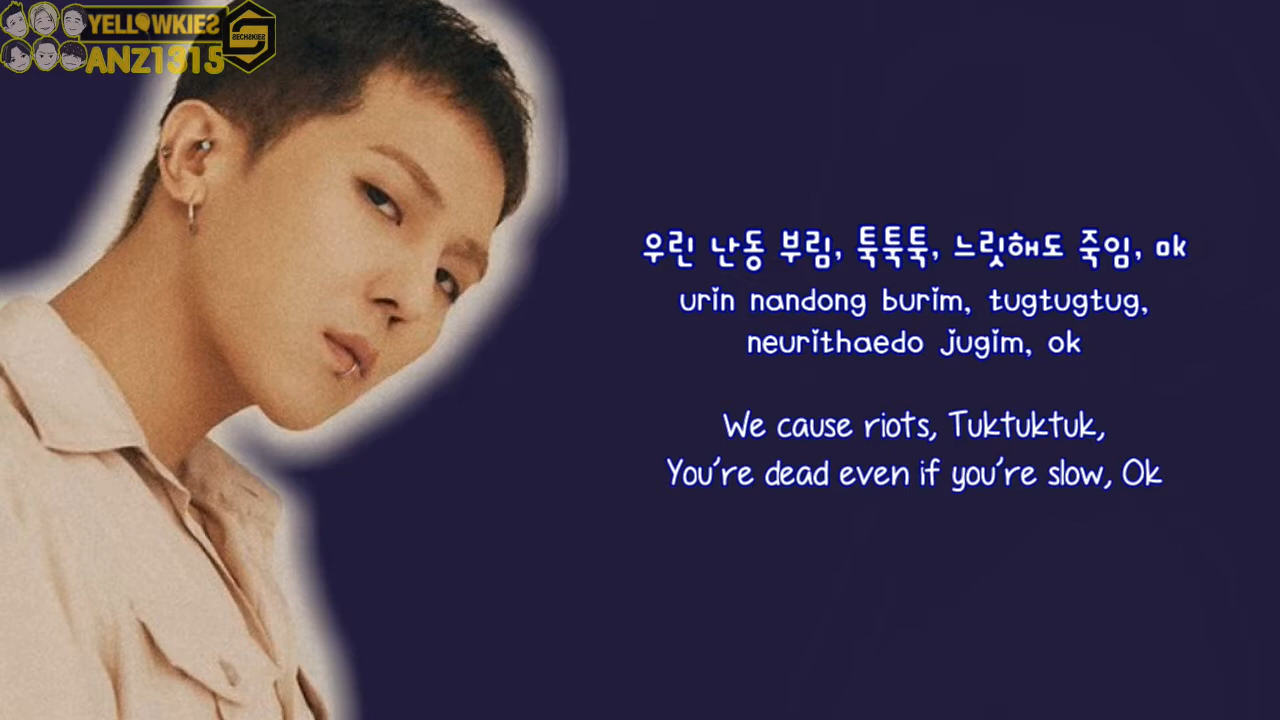 YELLOWKIES
ANZ1315
SECHSKIES
우린 난동 부림, 툭툭툭, 느릿해도 죽임, ok
urin nandong burim, tugtugtug,
neurithaedo jugim, ok
We cause riots, Tuktuktuk,
You're dead even if you're slow, Ok